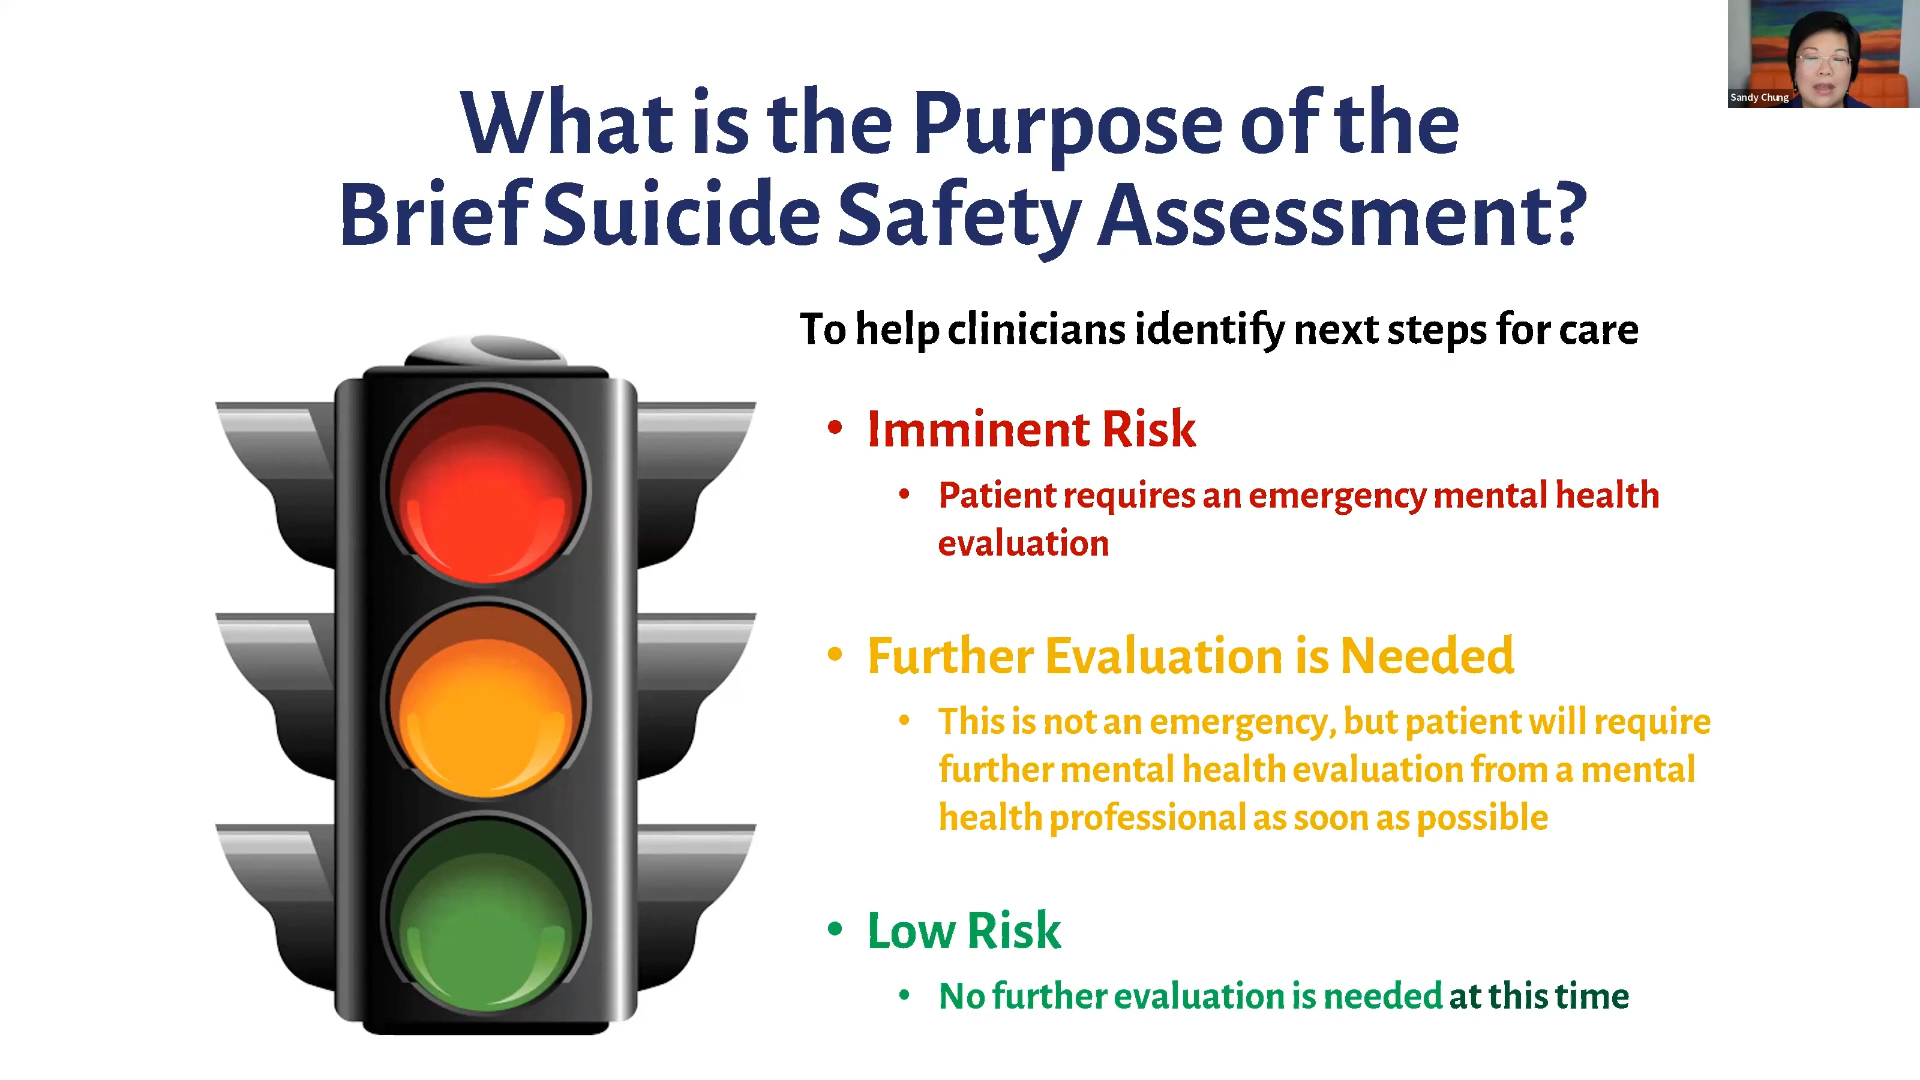 What is the Purpose of the
Brief Suicide Safety Assessment?
Sandy Chung
To help clinicians identify next steps for care
• Imminent Risk
• Patient requires an emergency mental health
evaluation
• Further Evaluation is Needed
• This is not an emergency, but patient will require
further mental health evaluation from a mental
health professional as soon as possible
• Low Risk
• No further evaluation is needed at this time